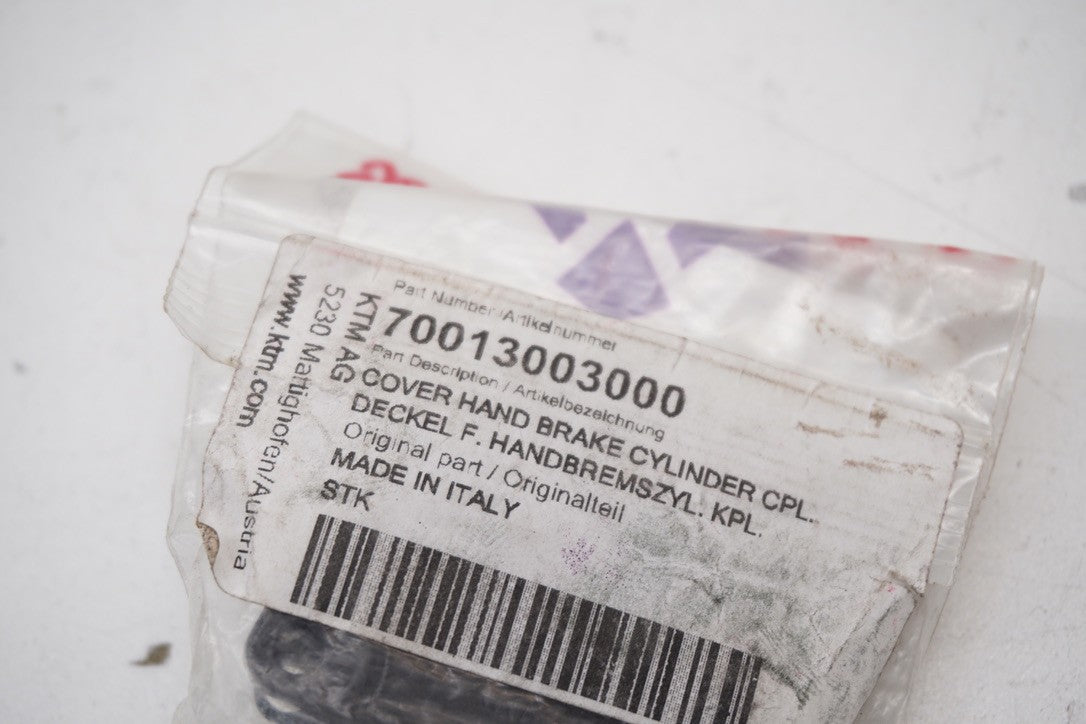 Part Number / Artikelnummer
70013003000
Part Description / Artikelbezeichnung
COVER HAND BRAKE CYLINDER CPL.
DECKEL F. HANDBREMSZYL. KPL.
Original part / Originalteil
MADE IN ITALY
STK
KTM AG
5230 Mattighofen/Austria
www.ktm.com